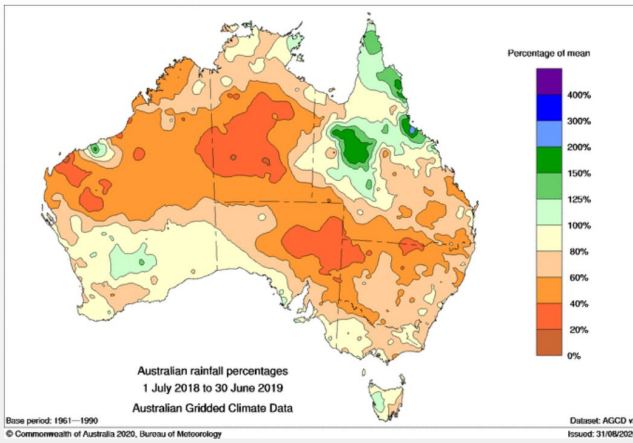 Percentage of mean
400%
300%
200%
150%
125%
100%
80%
60%
40%
20%
0%
Australian rainfall percentages
1 July 2018 to 30 June 2019
Australian Gridded Climate Data
Base period: 1961—1990
Dataset: AGCD v
© Commonwealth of Australia 2020, Bureau of Meteorology
Issued: 31/08/202